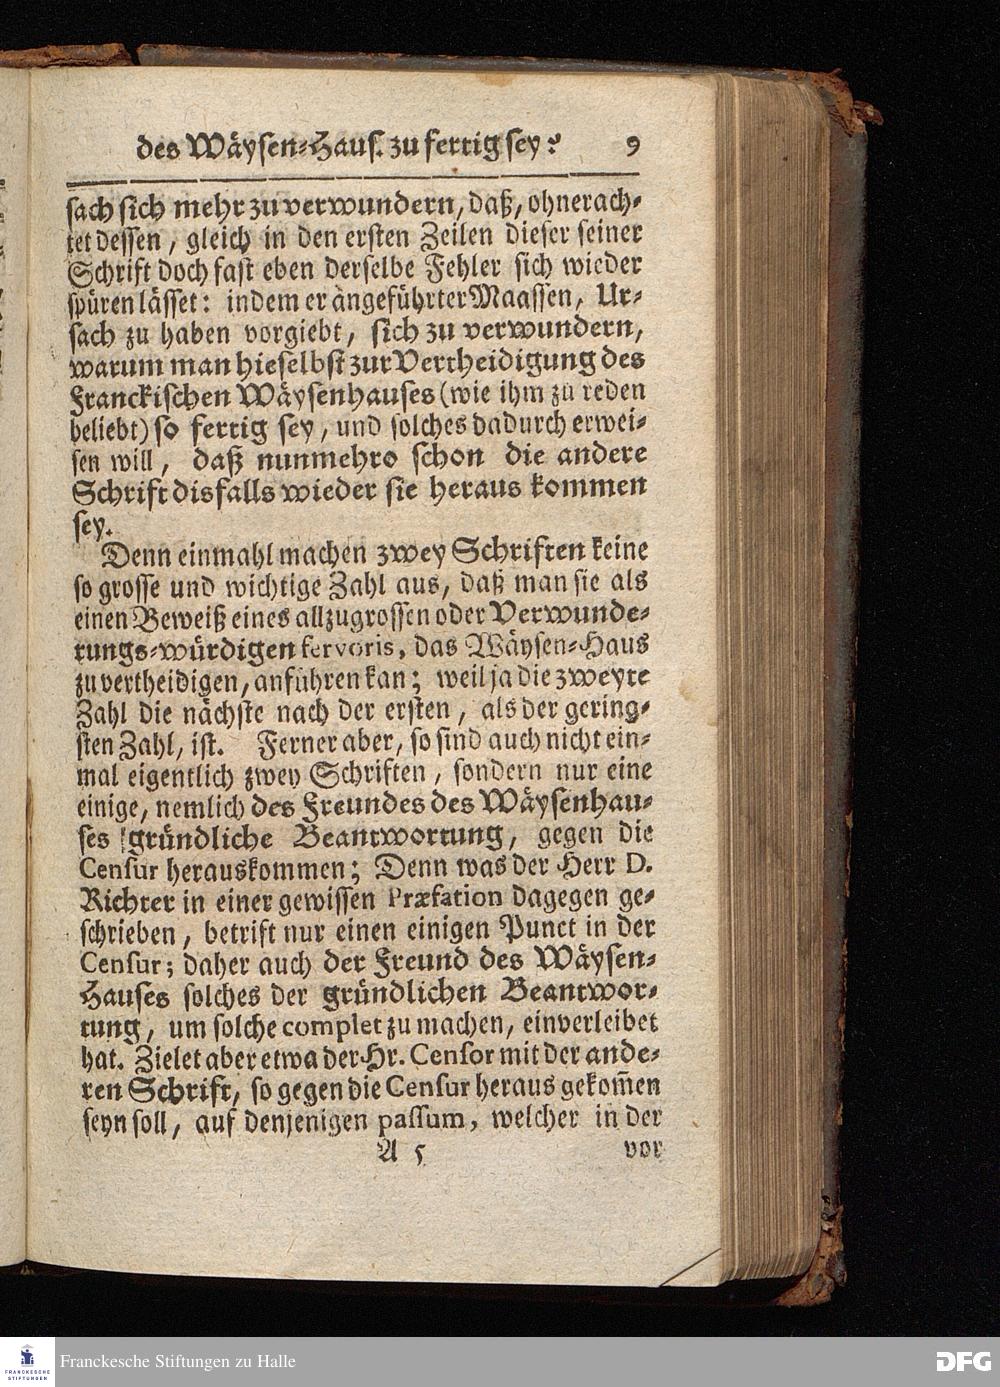 des Wäysen-Haus. zu fertig sey? 9
sach sich mehr zu verwundern, daß, ohnerach-
tet dessen, gleich in den ersten Zeilen dieser seiner
Schrift doch fast eben derselbe Fehler sich wieder
spüren lässet: indem er angeführter Maassen, Ur-
sach zu haben vorgiebt, sich zu verwundern,
warum man hieselbst zur Vertheidigung des
Franckischen Wäysenhauses (wie ihm zu reden
beliebt) so fertig sey, und solches dadurch erwei-
sen will, daß nunmehro schon die andere
Schrift disfalls wieder sie heraus kommen
sey.
Denn einmahl machen zwey Schriften keine
so grosse und wichtige Zahl aus, daß man sie als
einen Beweiß eines allzugrossen oder Verwunde-
rungs-würdigen fervoris, das Wäysen-Haus
zu vertheidigen, anführen kan; weil ja die zweyte
Zahl die nächste nach der ersten, als der gering-
sten Zahl, ist. Ferner aber, so sind auch nicht ein-
mal eigentlich zwey Schriften, sondern nur eine
einige, nemlich des Freundes des Wäysenhau-
ses gründliche Beantwortung, gegen die
Censur herauskommen; Denn was der Herr D.
Richter in einer gewissen Præfation dagegen ge-
schrieben, betrift nur einen einigen Punct in der
Censur; daher auch der Freund des Wäysen-
Hauses solches der gründlichen Beantwor-
tung, um solche complet zu machen, einverleibet
hat. Zielet aber etwa der Hr. Censor mit der ande-
ren Schrift, so gegen die Censur heraus gekom̃en
seyn soll, auf denjenigen passum, welcher in der
A 5 vor
FRANCKESCHE STIFTUNGEN
Franckesche Stiftungen zu Halle
DFG